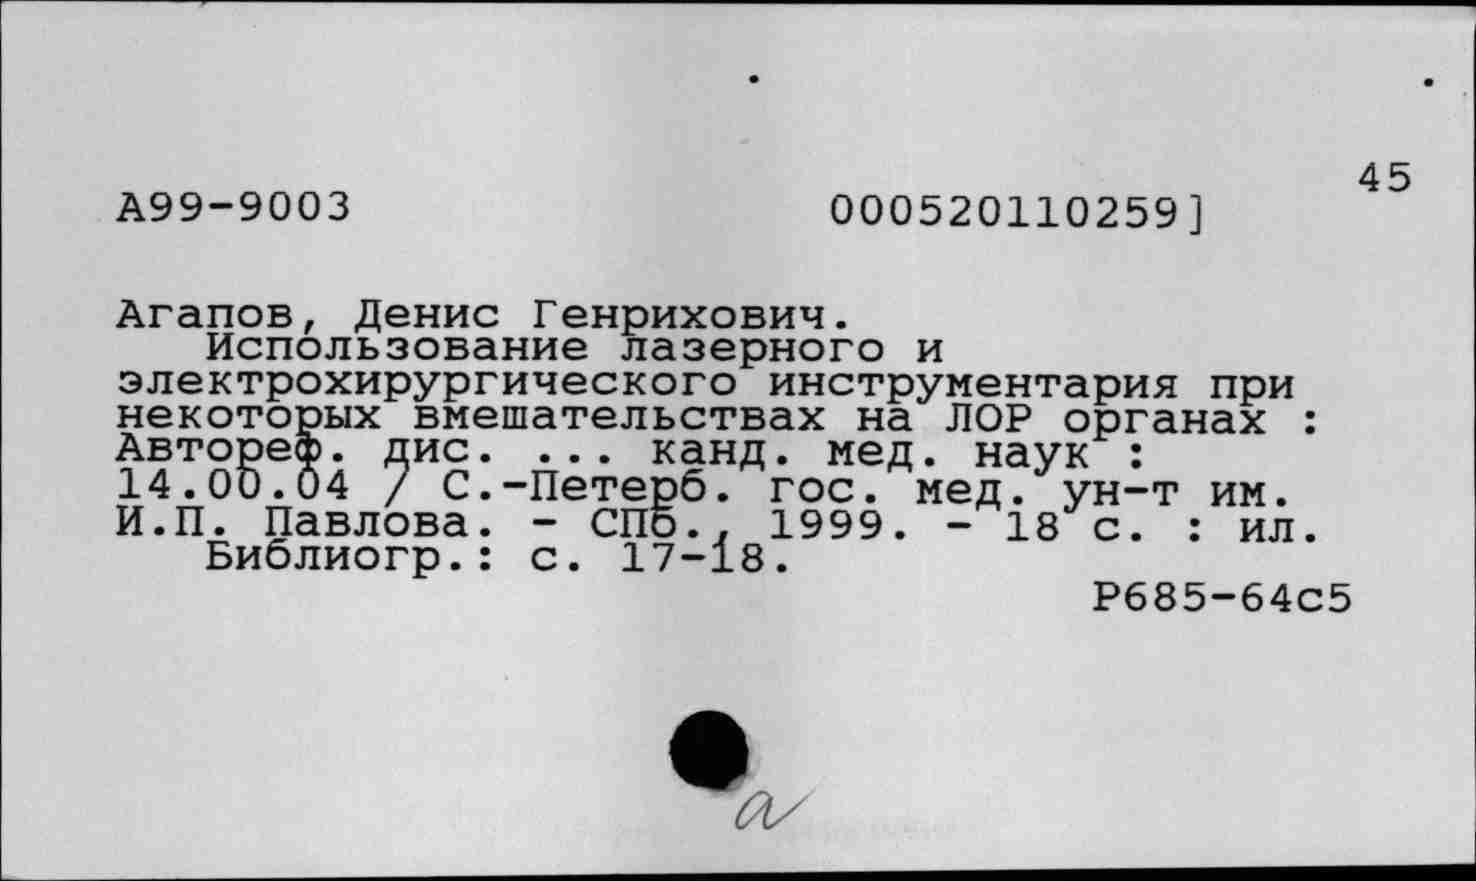 45
А99-9003 000520110259]
Агапов, Денис Генрихович.
Использование лазерного и
электрохирургического инструментария при
некоторых вмешательствах на ЛОР органах :
Автореф. дис. ... канд. мед. наук :
14.00.04 / С.-Петерб. гос. мед. ун-т им.
И.П. Павлова. - СПб., 1999. - 18 с. : ил.
Библиогр.: с. 17-18.
Р685-64с5